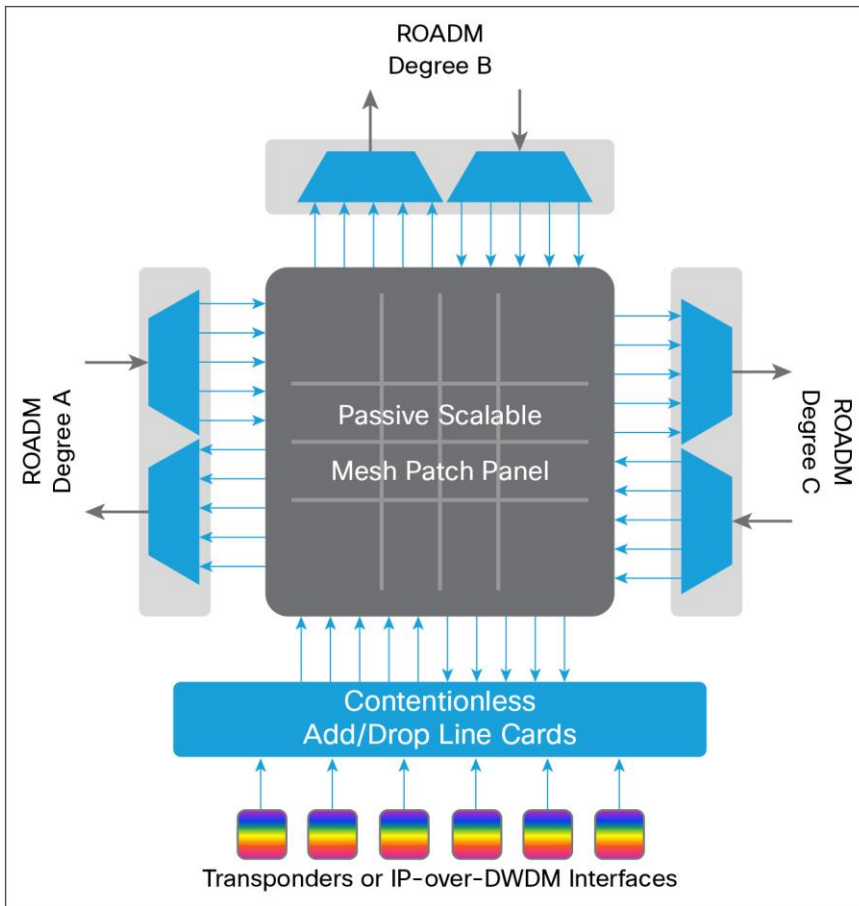 ROADM
Degree B
ROADM
Degree A
Passive Scalable
Mesh Patch Panel
ROADM
Degree C
Contentionless
Add/Drop Line Cards
Transponders or IP-over-DWDM Interfaces